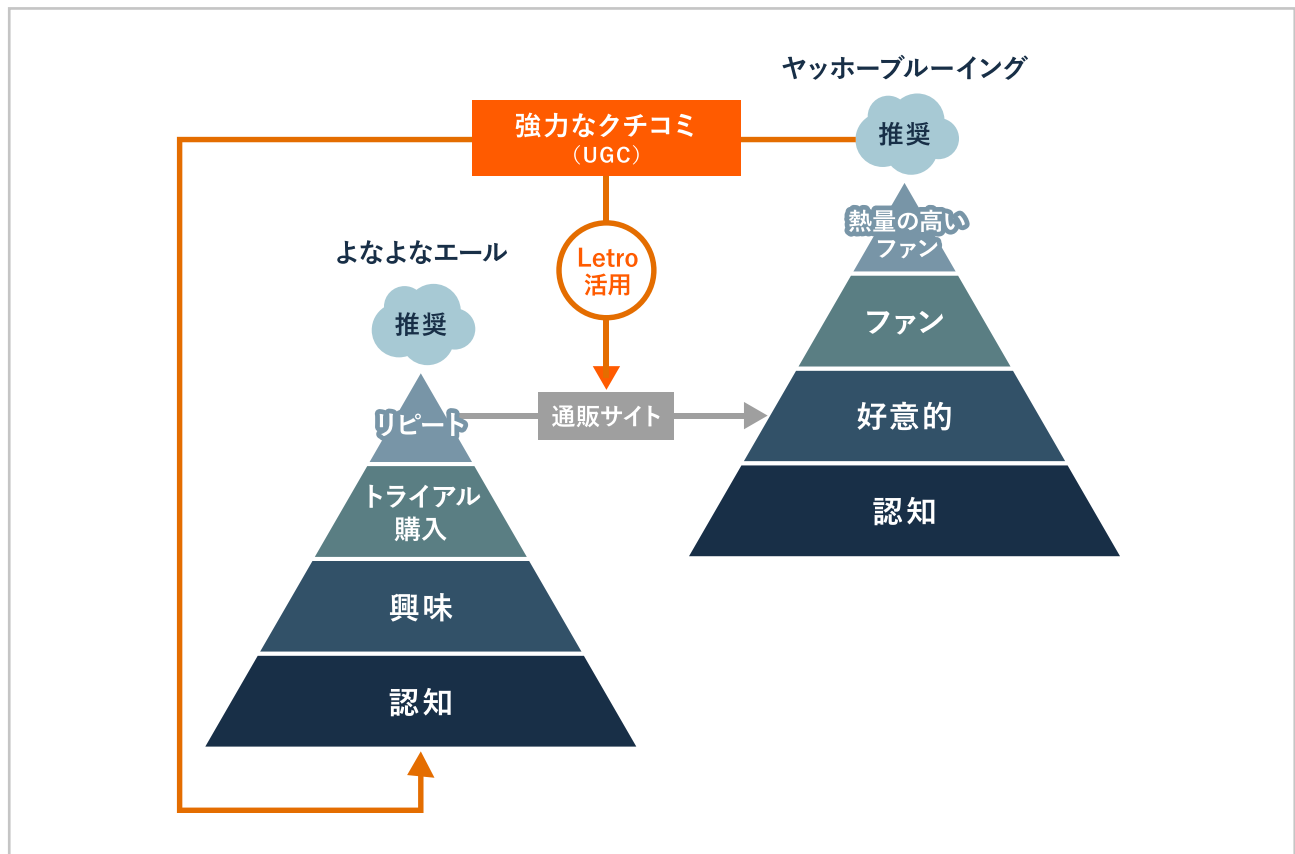 ヤッホーブルーイング
推奨
強力なクチコミ
（UGC）
熱量の高い
ファン
ファン
好意的
認知
Letro
活用
通販サイト
よなよなエール
推奨
リピート
トライアル
購入
興味
認知